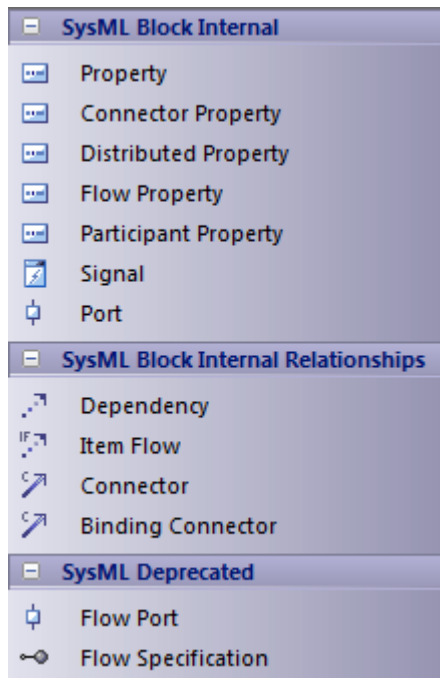 SysML Block Internal
Property
Connector Property
Distributed Property
Flow Property
Participant Property
Signal
Port
SysML Block Internal Relationships
Dependency
IF Item Flow
C Connector
C Binding Connector
SysML Deprecated
Flow Port
Flow Specification